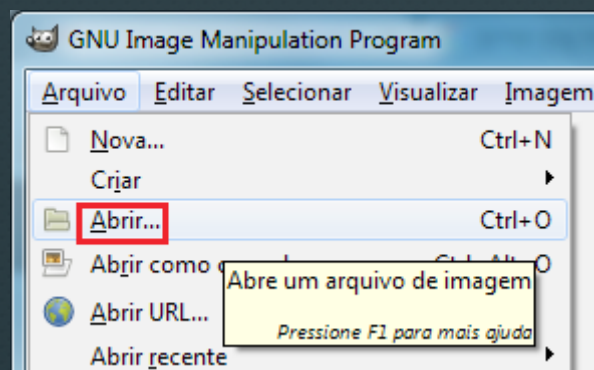 GNU Image Manipulation Program
Arquivo Editar Selecionar Visualizar Imagem
Nova... Ctrl+N
Criar
Abrir... Ctrl+O
Abrir como
Abre um arquivo de imagem
Abrir URL...
Pressione F1 para mais ajuda
Abrir recente